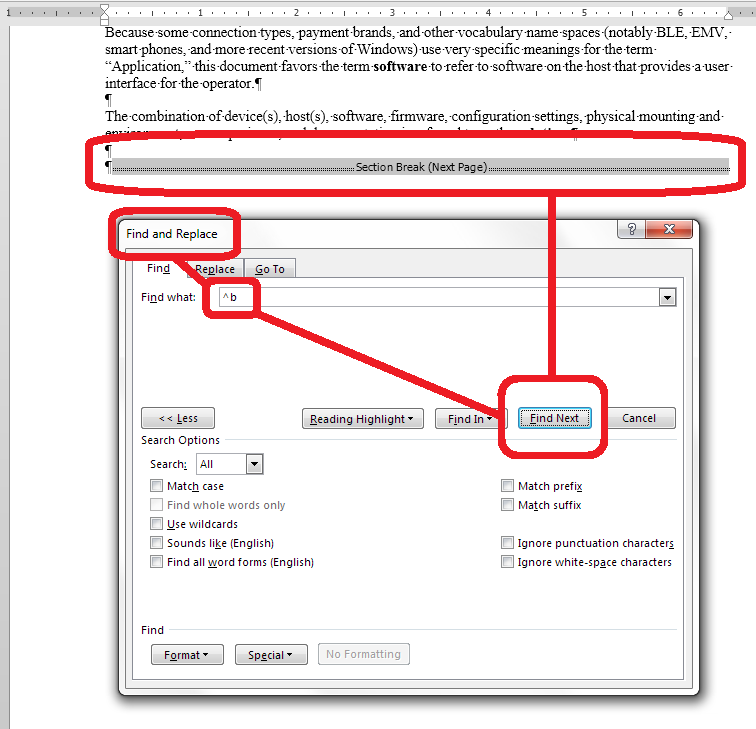 1 1 2 3 4 5 6
Because some connection types, payment brands, and other vocabulary name spaces (notably BLE, EMV,
smart phones, and more recent versions of Windows) use very specific meanings for the term
“Application,” this document favors the term software to refer to software on the host that provides a user
interface for the operator.¶
¶
The combination of device(s), host(s), software, firmware, configuration settings, physical mounting and
¶
¶ Section Break (Next Page)
Find and Replace ?
Find Replace Go To
Find what: ^b
<< Less Reading Highlight Find In Find Next Cancel
Search Options
Search: All
Match case Match prefix
Find whole words only Match suffix
Use wildcards
Sounds like (English) Ignore punctuation characters
Find all word forms (English) Ignore white-space characters
Find
Format Special No Formatting